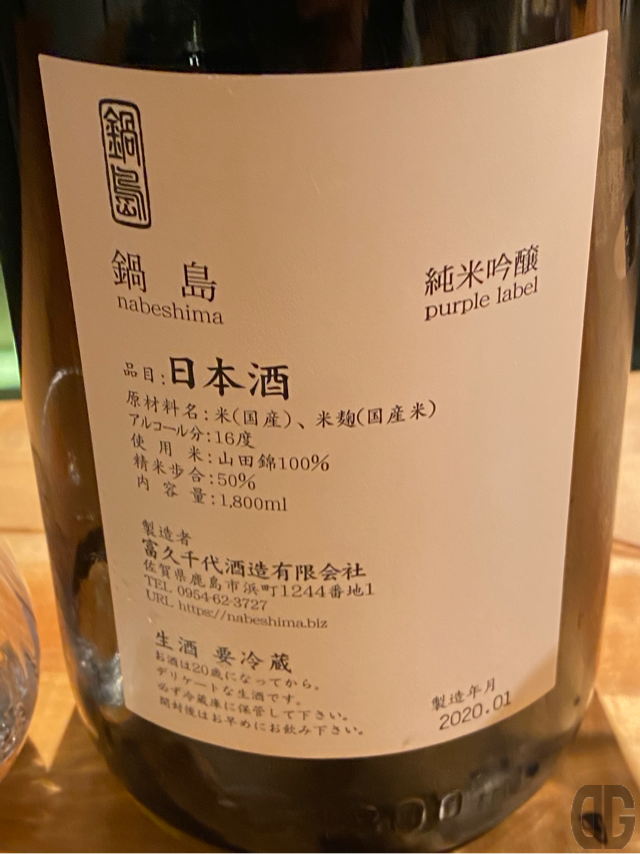 鍋島
鍋島
nabeshima
純米吟醸
purple label
品目:日本酒
原材料名:米(国産)、米麹(国産米)
アルコール分:16度
使用米:山田錦100%
精米歩合:50%
内容量:1,800ml
製造者
富久千代酒造有限会社
佐賀県鹿島市浜町1244番地1
TEL 0954-62-3727
URL https://nabeshima.biz
生酒 要冷蔵
お酒は20歳になってから。
デリケートな生酒です。
必ず冷蔵庫に保管して下さい。
開封後はお早めにお飲み下さい。
製造年月
2020.01
DG